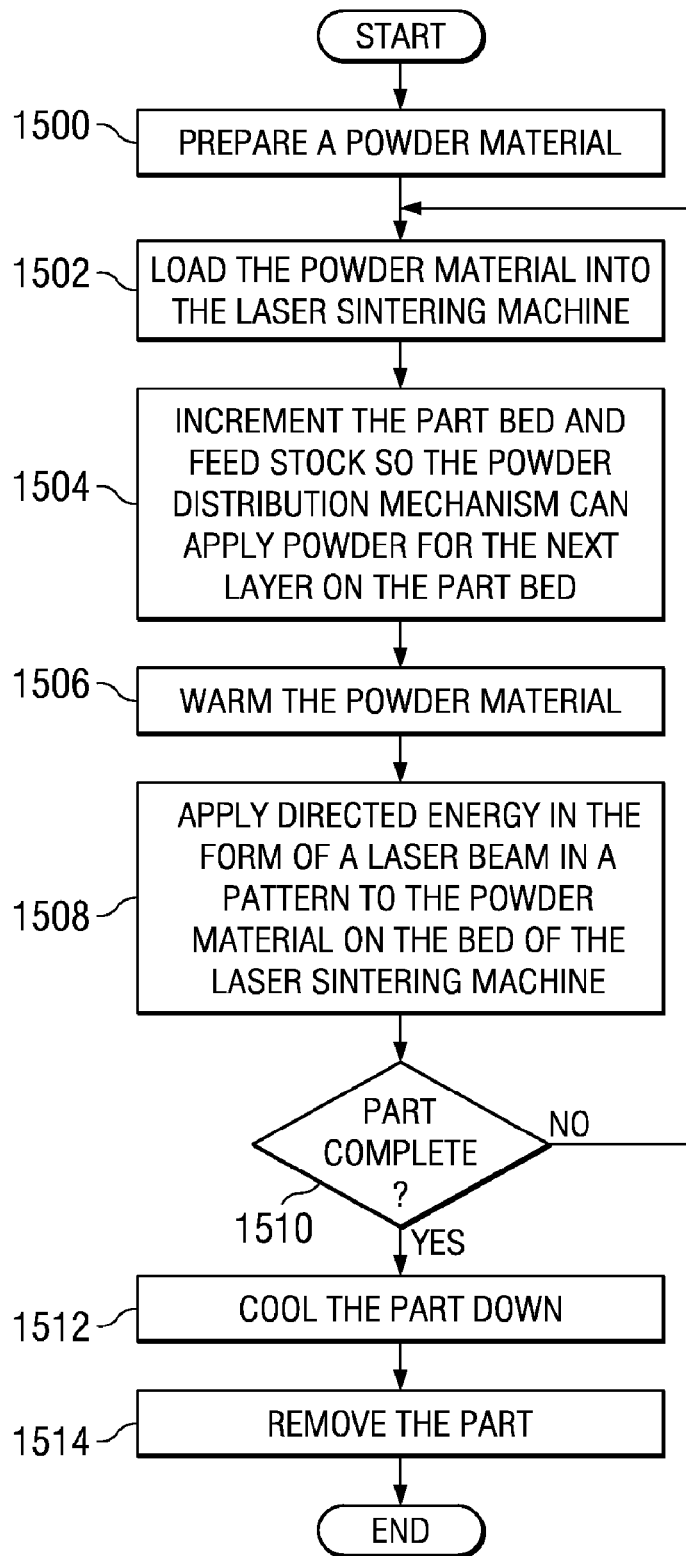 START
1500
PREPARE A POWDER MATERIAL
1502
LOAD THE POWDER MATERIAL INTO
THE LASER SINTERING MACHINE
1504
INCREMENT THE PART BED AND
FEED STOCK SO THE POWDER
DISTRIBUTION MECHANISM CAN
APPLY POWDER FOR THE NEXT
LAYER ON THE PART BED
1506
WARM THE POWDER MATERIAL
1508
APPLY DIRECTED ENERGY IN THE
FORM OF A LASER BEAM IN A
PATTERN TO THE POWDER
MATERIAL ON THE BED OF THE
LASER SINTERING MACHINE
PART
COMPLETE
?
NO
1510
YES
1512
COOL THE PART DOWN
1514
REMOVE THE PART
END